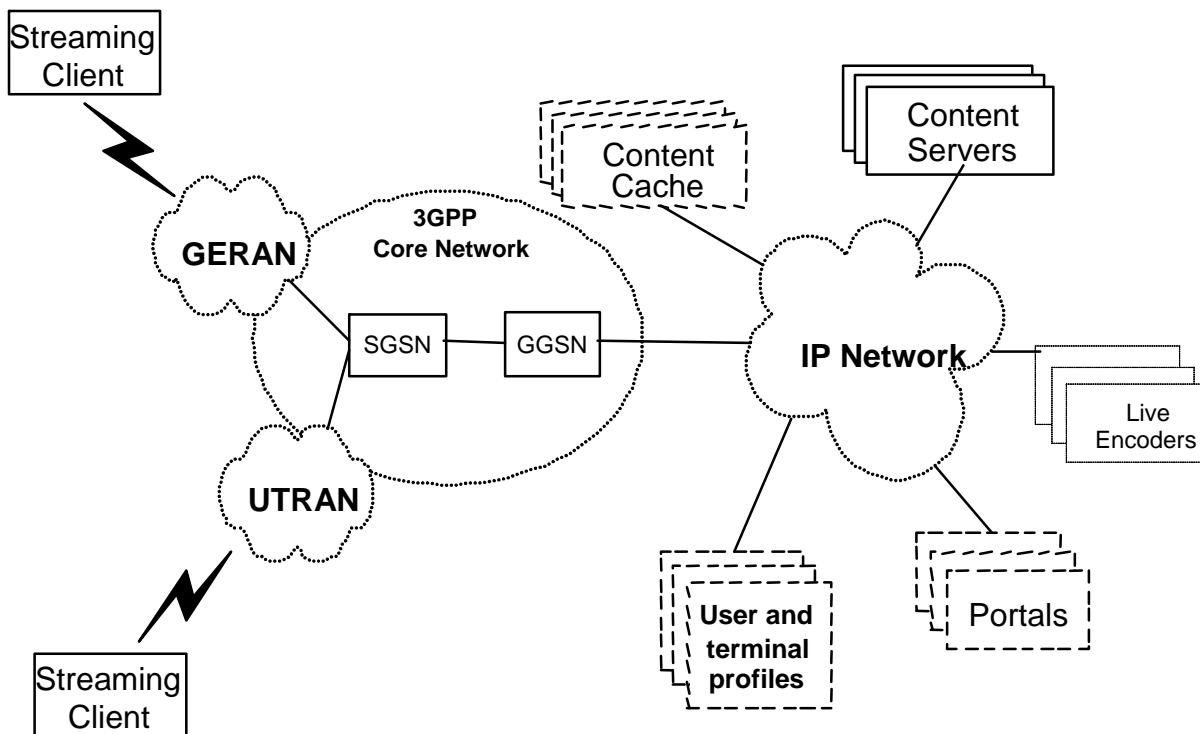 Streaming
Client
Content
Servers
Content
Cache
3GPP
Core Network
GERAN
SGSN
GGSN
IP Network
Live
Encoders
UTRAN
User and
terminal
profiles
Portals
Streaming
Client